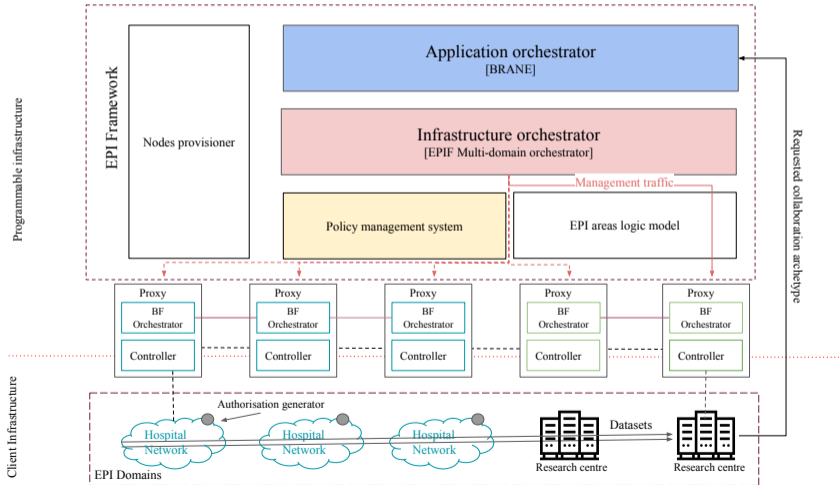 Programmable infrastructure
EPI Framework
Nodes provisioner
Application orchestrator
[BRANE]
Infrastructure orchestrator
[EPIF Multi-domain orchestrator]
Management traffic
Policy management system
EPI areas logic model
Requested collaboration archetype
Proxy
BF
Orchestrator
Controller
Proxy
BF
Orchestrator
Controller
Proxy
BF
Orchestrator
Controller
Proxy
BF
Orchestrator
Controller
Proxy
BF
Orchestrator
Controller
Client Infrastructure
Authorisation generator
Hospital
Network
Hospital
Network
Hospital
Network
Datasets
Research centre
Research centre
EPI Domains